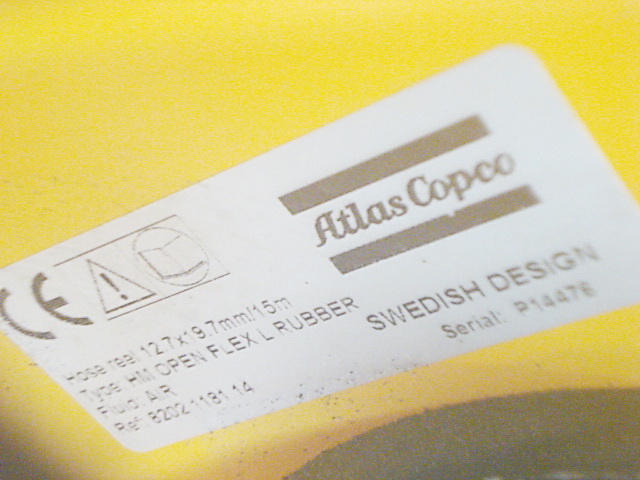 Atlas Copco
SWEDISH DESIGN
Serial: P14476
CE
Hose reel 12.7x19.7mm/15m
Type: HM OPEN FLEX L RUBBER
Fluid: AIR
Ref: 8202 1181 14